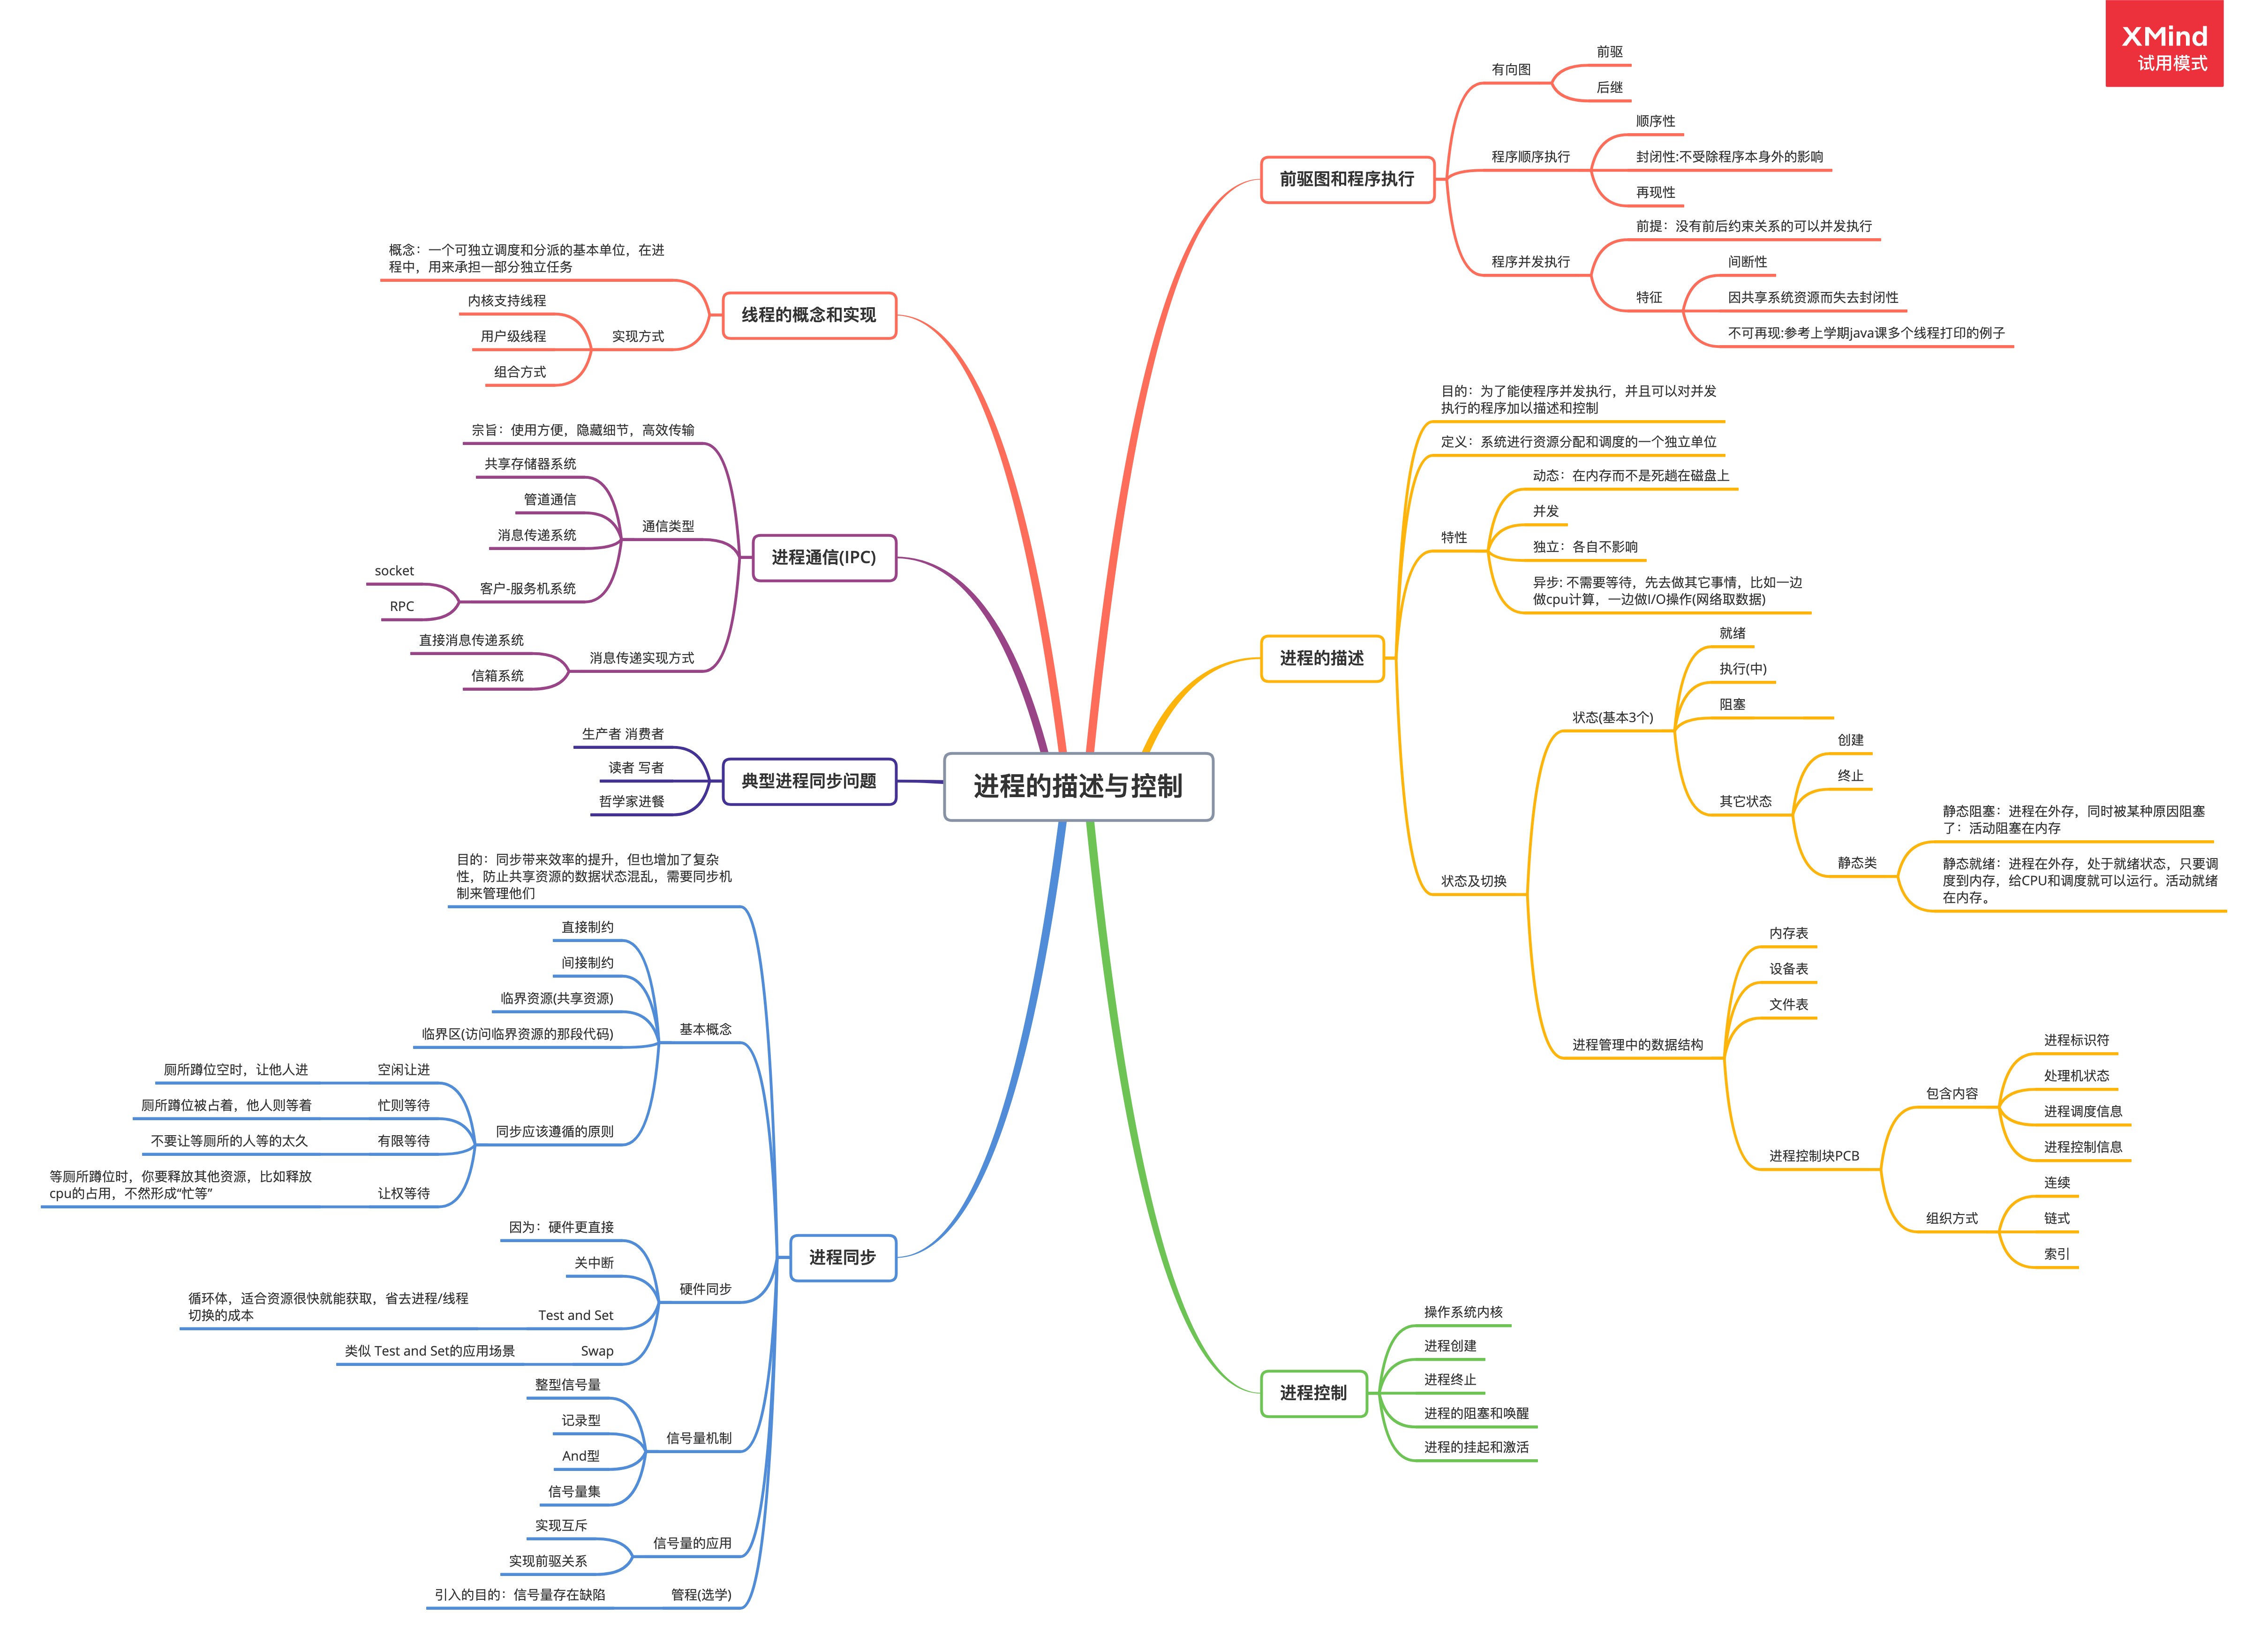 XMind
试用模式
进程的描述与控制
前驱图和程序执行
有向图
前驱
后继
程序顺序执行
顺序性
封闭性:不受除程序本身外的影响
再现性
程序并发执行
前提：没有前后约束关系的可以并发执行
特征
间断性
因共享系统资源而失去封闭性
不可再现:参考上学期java课多个线程打印的例子
进程的描述
目的：为了能使程序并发执行，并且可以对并发
执行的程序加以描述和控制
定义：系统进行资源分配和调度的一个独立单位
特性
动态：在内存而不是死趟在磁盘上
并发
独立：各自不影响
异步: 不需要等待，先去做其它事情，比如一边
做cpu计算，一边做I/O操作(网络取数据)
状态及切换
状态(基本3个)
就绪
执行(中)
阻塞
其它状态
创建
终止
静态类
静态阻塞：进程在外存，同时被某种原因阻塞
了：活动阻塞在内存
静态就绪：进程在外存，处于就绪状态，只要调
度到内存，给CPU和调度就可以运行。活动就绪
在内存。
进程管理中的数据结构
内存表
设备表
文件表
进程控制块PCB
包含内容
进程标识符
处理机状态
进程调度信息
进程控制信息
组织方式
连续
链式
索引
进程控制
操作系统内核
进程创建
进程终止
进程的阻塞和唤醒
进程的挂起和激活
线程的概念和实现
概念：一个可独立调度和分派的基本单位，在进
程中，用来承担一部分独立任务
实现方式
内核支持线程
用户级线程
组合方式
进程通信(IPC)
宗旨：使用方便，隐藏细节，高效传输
通信类型
共享存储器系统
管道通信
消息传递系统
客户-服务机系统
socket
RPC
消息传递实现方式
直接消息传递系统
信箱系统
典型进程同步问题
生产者 消费者
读者 写者
哲学家进餐
进程同步
目的：同步带来效率的提升，但也增加了复杂
性，防止共享资源的数据状态混乱，需要同步机
制来管理他们
基本概念
直接制约
间接制约
临界资源(共享资源)
临界区(访问临界资源的那段代码)
同步应该遵循的原则
空闲让进
厕所蹲位空时，让他人进
忙则等待
厕所蹲位被占着，他人则等着
有限等待
不要让等厕所的人等的太久
让权等待
等厕所蹲位时，你要释放其他资源，比如释放
cpu的占用，不然形成“忙等”
硬件同步
因为：硬件更直接
关中断
Test and Set
循环体，适合资源很快就能获取，省去进程/线程
切换的成本
Swap
类似 Test and Set的应用场景
信号量机制
整型信号量
记录型
And型
信号量集
信号量的应用
实现互斥
实现前驱关系
管程(选学)
引入的目的：信号量存在缺陷